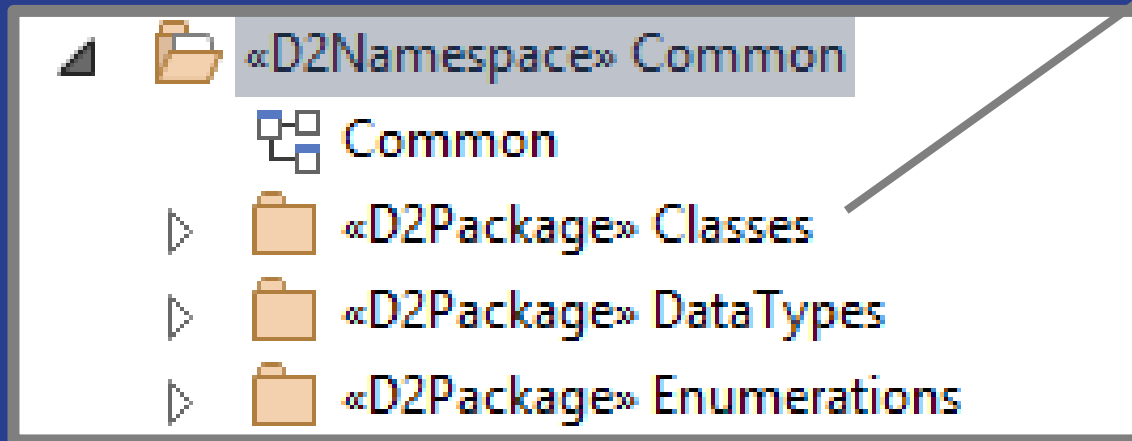 «D2Namespace» Common
Common
«D2Package» Classes
«D2Package» DataTypes
«D2Package» Enumerations